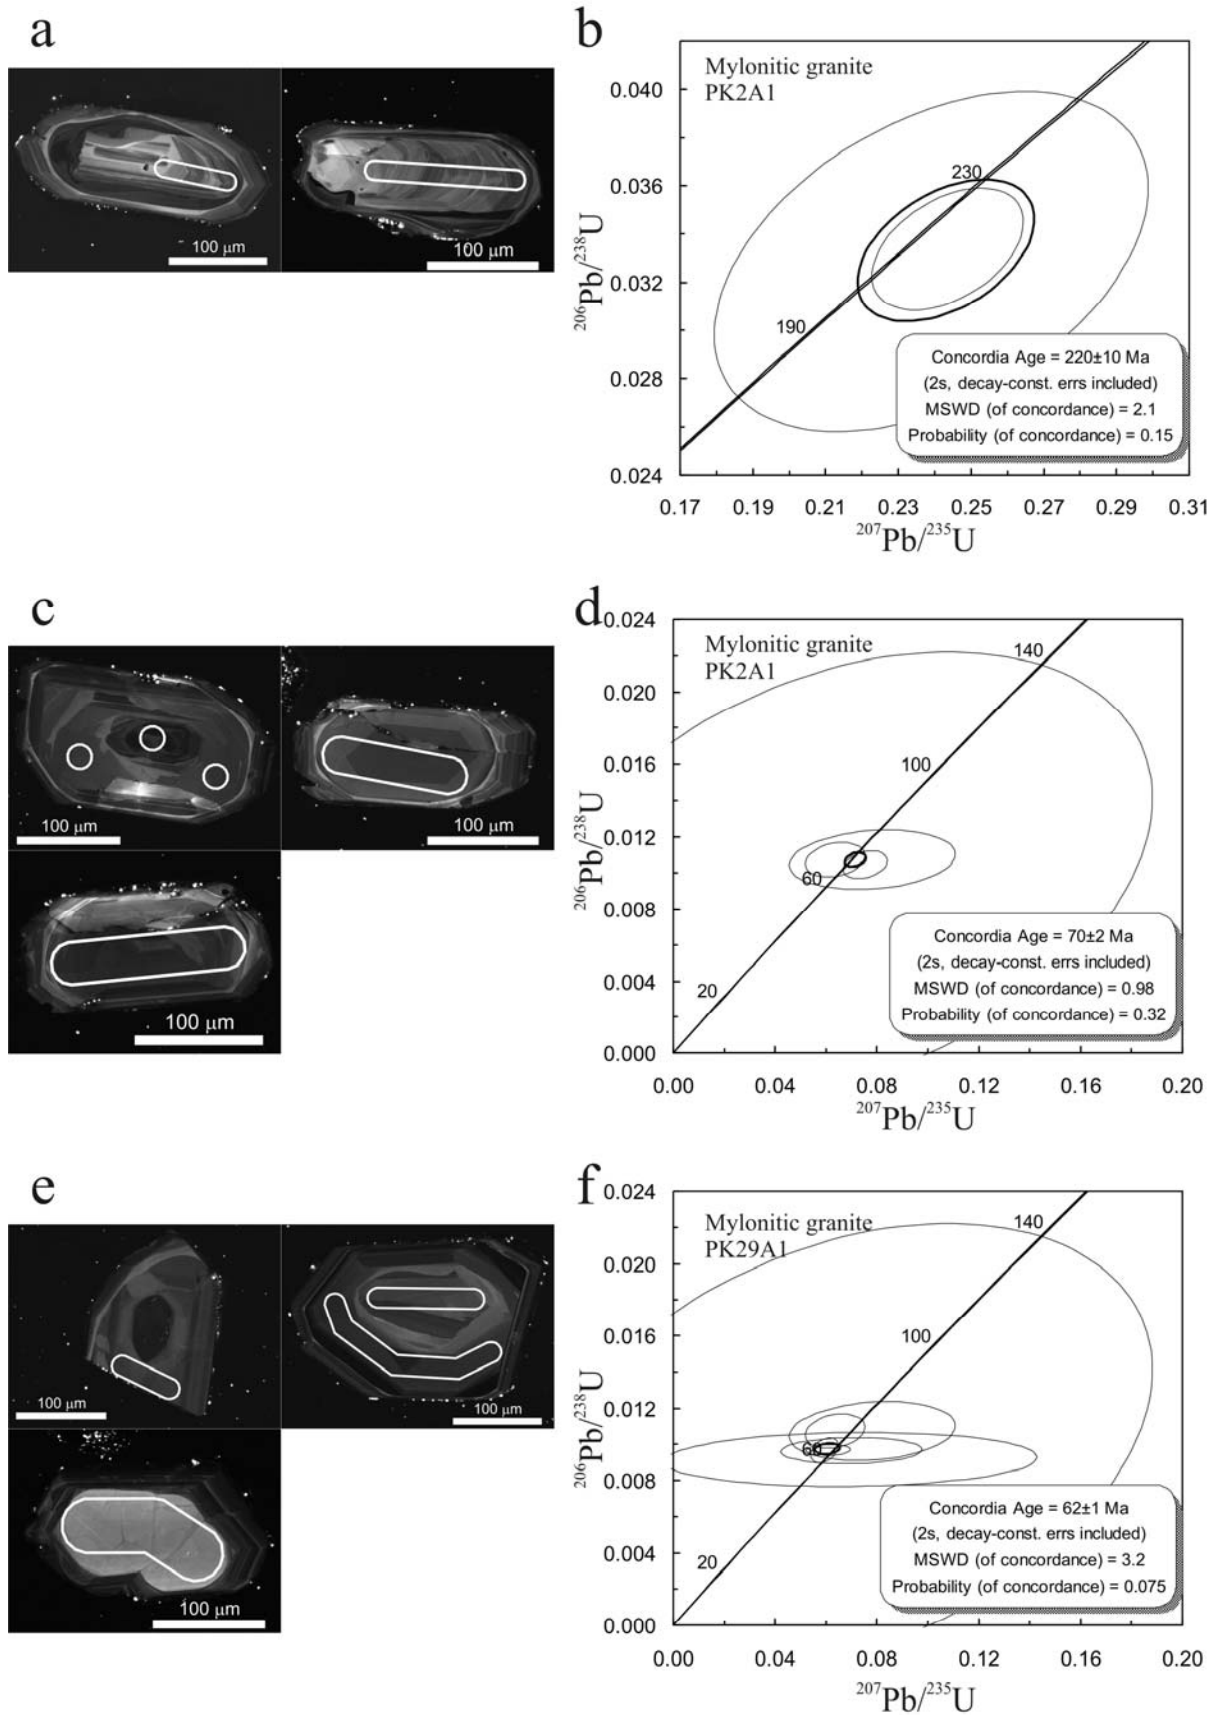 a
100 µm
100 µm
b
Mylonitic granite
PK2A1
0.040
0.036
0.032
0.028
0.024
²⁰⁶Pb/²³⁸U
230
190
Concordia Age = 220±10 Ma
(2s, decay-const. errs included)
MSWD (of concordance) = 2.1
Probability (of concordance) = 0.15
0.17 0.19 0.21 0.23 0.25 0.27 0.29 0.31
²⁰⁷Pb/²³⁵U
c
100 µm
100 µm
100 µm
d
Mylonitic granite
PK2A1
0.024
0.020
0.016
0.012
0.008
0.004
0.000
²⁰⁶Pb/²³⁸U
140
100
60
20
Concordia Age = 70±2 Ma
(2s, decay-const. errs included)
MSWD (of concordance) = 0.98
Probability (of concordance) = 0.32
0.00 0.04 0.08 0.12 0.16 0.20
²⁰⁷Pb/²³⁵U
e
100 µm
100 µm
100 µm
f
Mylonitic granite
PK29A1
0.024
0.020
0.016
0.012
0.008
0.004
0.000
²⁰⁶Pb/²³⁸U
140
100
60
20
Concordia Age = 62±1 Ma
(2s, decay-const. errs included)
MSWD (of concordance) = 3.2
Probability (of concordance) = 0.075
0.00 0.04 0.08 0.12 0.16 0.20
²⁰⁷Pb/²³⁵U